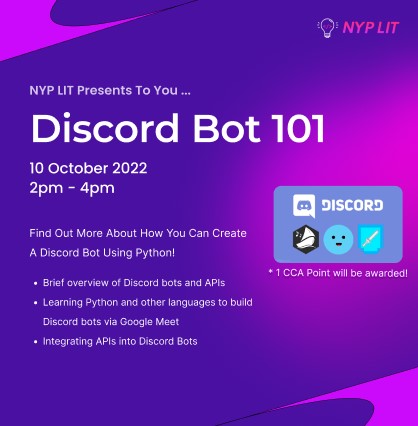 NYP LIT
NYP LIT Presents To You ...
Discord Bot 101
10 October 2022
2pm - 4pm
Find Out More About How You Can Create
A Discord Bot Using Python!
• Brief overview of Discord bots and APIs
• Learning Python and other languages to build
Discord bots via Google Meet
• Integrating APIs into Discord Bots
DISCORD
* 1 CCA Point will be awarded!